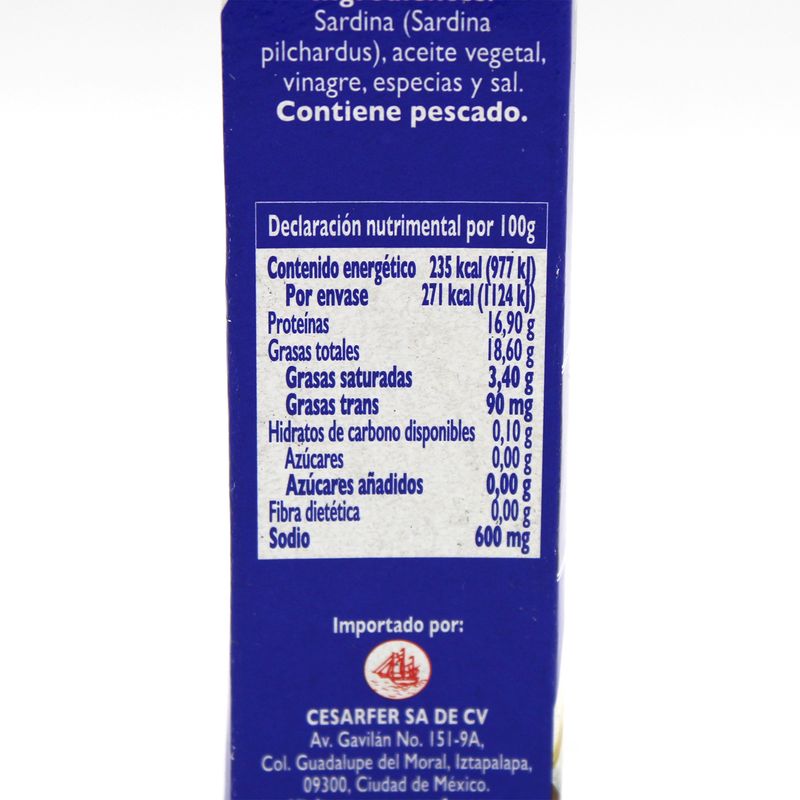 Ingredientes:
Sardina (Sardina
pilchardus), aceite vegetal,
vinagre, especias y sal.
Contiene pescado.
Declaración nutrimental por 100g
Contenido energético 235 kcal (977 kJ)
Por envase 271 kcal (1124 kJ)
Proteínas 16,90 g
Grasas totales 18,60 g
Grasas saturadas 3,40 g
Grasas trans 90 mg
Hidratos de carbono disponibles 0,10 g
Azúcares 0,00 g
Azúcares añadidos 0,00 g
Fibra dietética 0,00 g
Sodio 600 mg
Importado por:
CESARFER SA DE CV
Av. Gavilán No. 151-9A,
Col. Guadalupe del Moral, Iztapalapa,
09300, Ciudad de México.